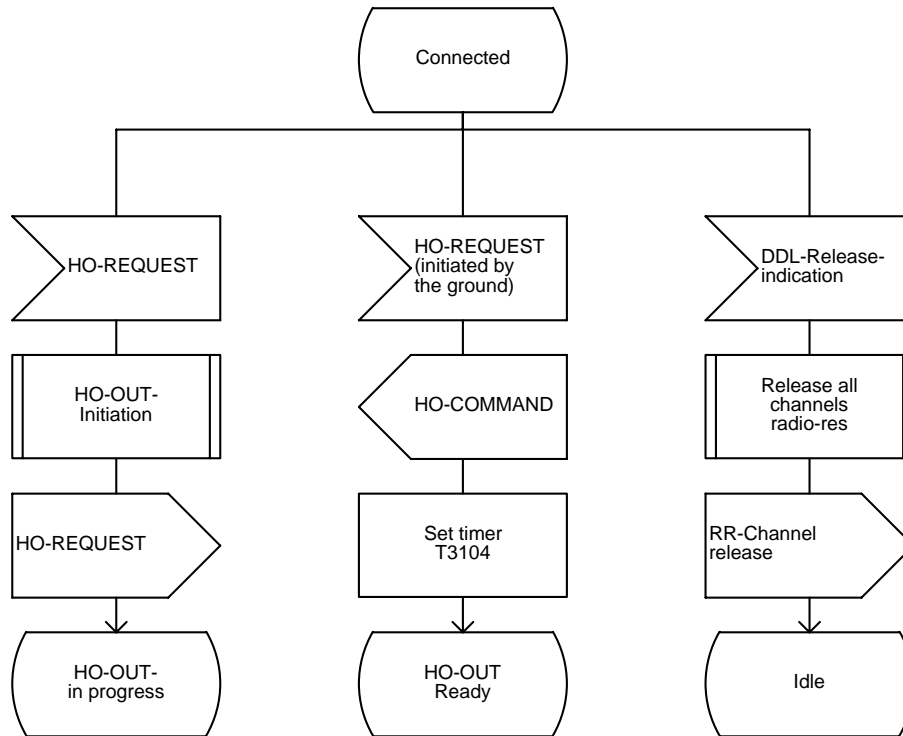 Connected
HO-REQUEST
HO-REQUEST
(initiated by
the ground)
DDL-Release-
indication
HO-OUT-
Initiation
HO-COMMAND
Release all
channels
radio-res
HO-REQUEST
Set timer
T3104
RR-Channel
release
HO-OUT-
in progress
HO-OUT
Ready
Idle